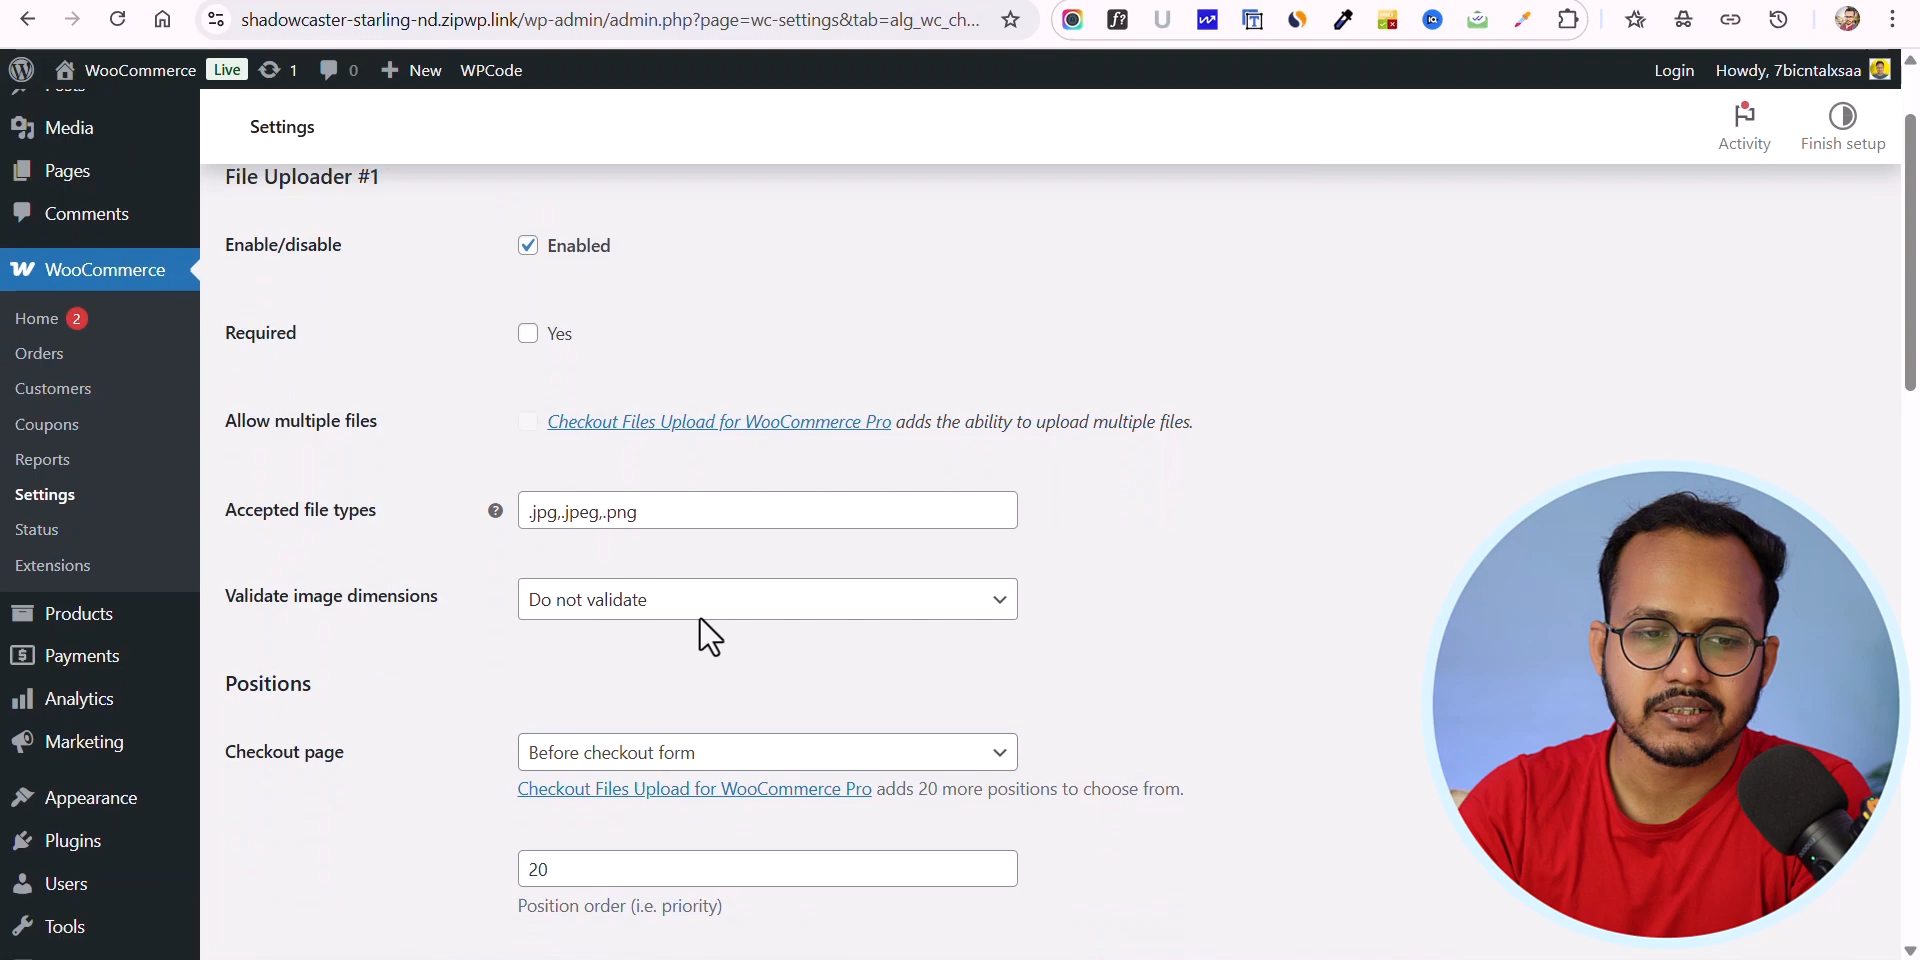 shadowcaster-starling-nd.zipwp.link/wp-admin/admin.php?page=wc-settings&tab=alg_wc_ch...
WooCommerce Live 1 0 New WPCode Login Howdy, 7bicntalxsaa
Settings
Activity
Finish setup
Posts
Media
Pages
Comments
WooCommerce
Home 2
Orders
Customers
Coupons
Reports
Settings
Status
Extensions
Products
Payments
Analytics
Marketing
Appearance
Plugins
Users
Tools
File Uploader #1
Enable/disable Enabled
Required Yes
Allow multiple files Checkout Files Upload for WooCommerce Pro adds the ability to upload multiple files.
Accepted file types .jpg,.jpeg,.png
Validate image dimensions Do not validate
Positions
Checkout page Before checkout form
Checkout Files Upload for WooCommerce Pro adds 20 more positions to choose from.
20
Position order (i.e. priority)